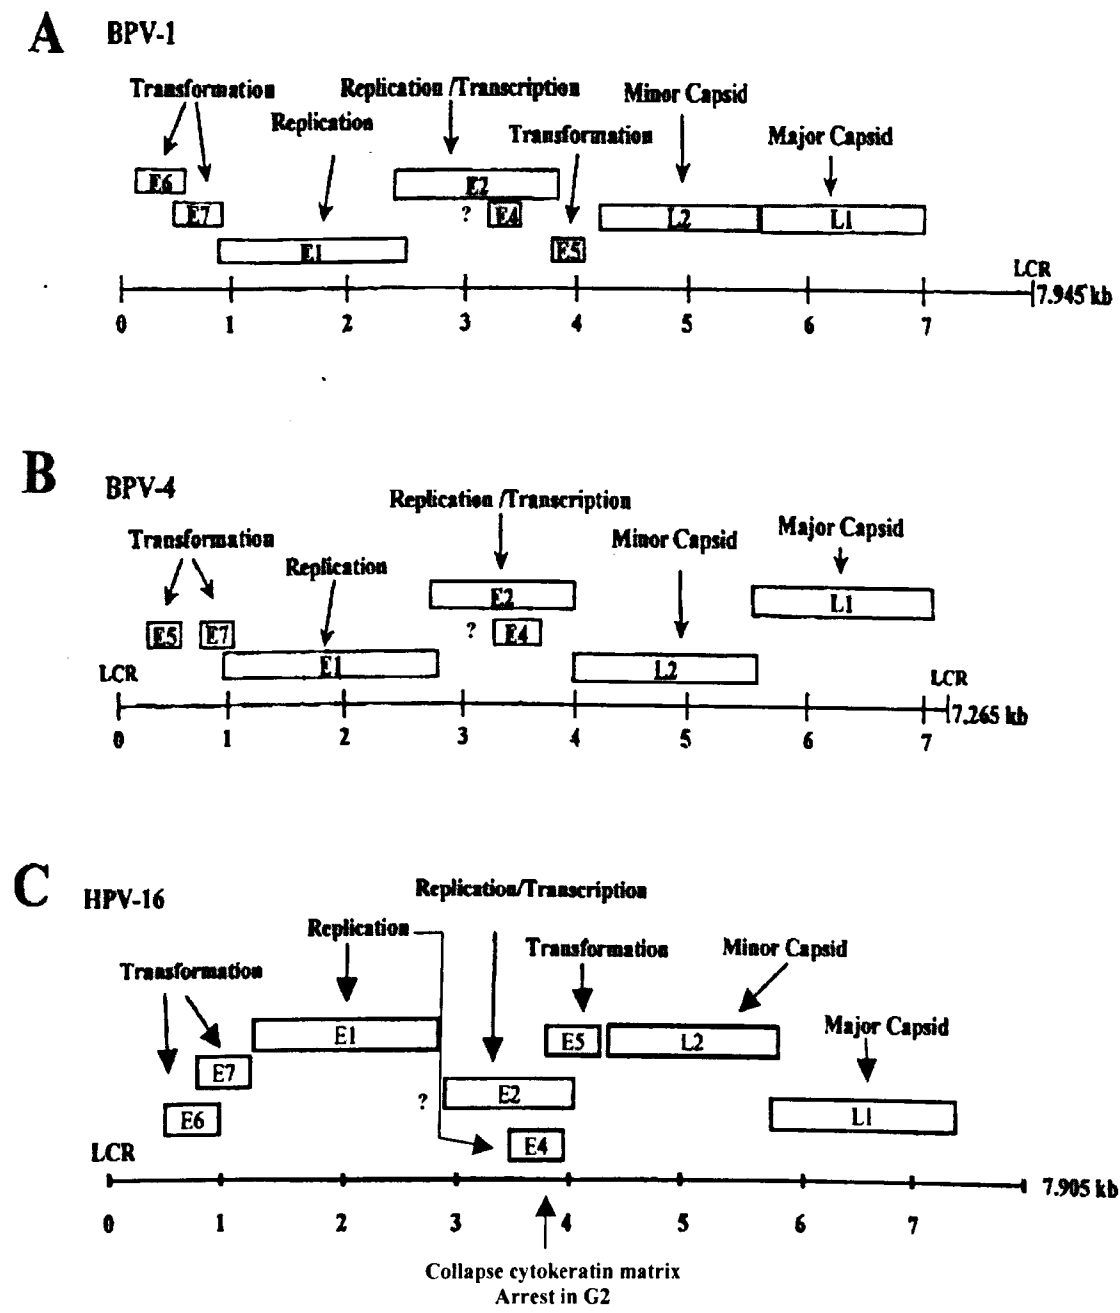 A BPV-1
Transformation
Replication /Transcription
Minor Capsid
Replication
Transformation
Major Capsid
E6
E2
E7
?
E4
L2
L1
E1
E5
LCR
7.945 kb
0 1 2 3 4 5 6 7
B BPV-4
Replication /Transcription
Transformation
Minor Capsid
Major Capsid
Replication
E2
L1
E5
E7
?
E4
E1
L2
LCR
LCR
7.265 kb
0 1 2 3 4 5 6 7
C HPV-16
Replication/Transcription
Replication
Transformation
Minor Capsid
Transformation
Major Capsid
E1
E5
L2
E7
E2
?
E6
L1
E4
LCR
7.905 kb
0 1 2 3 4 5 6 7
Collapse cytokeratin matrix
Arrest in G2